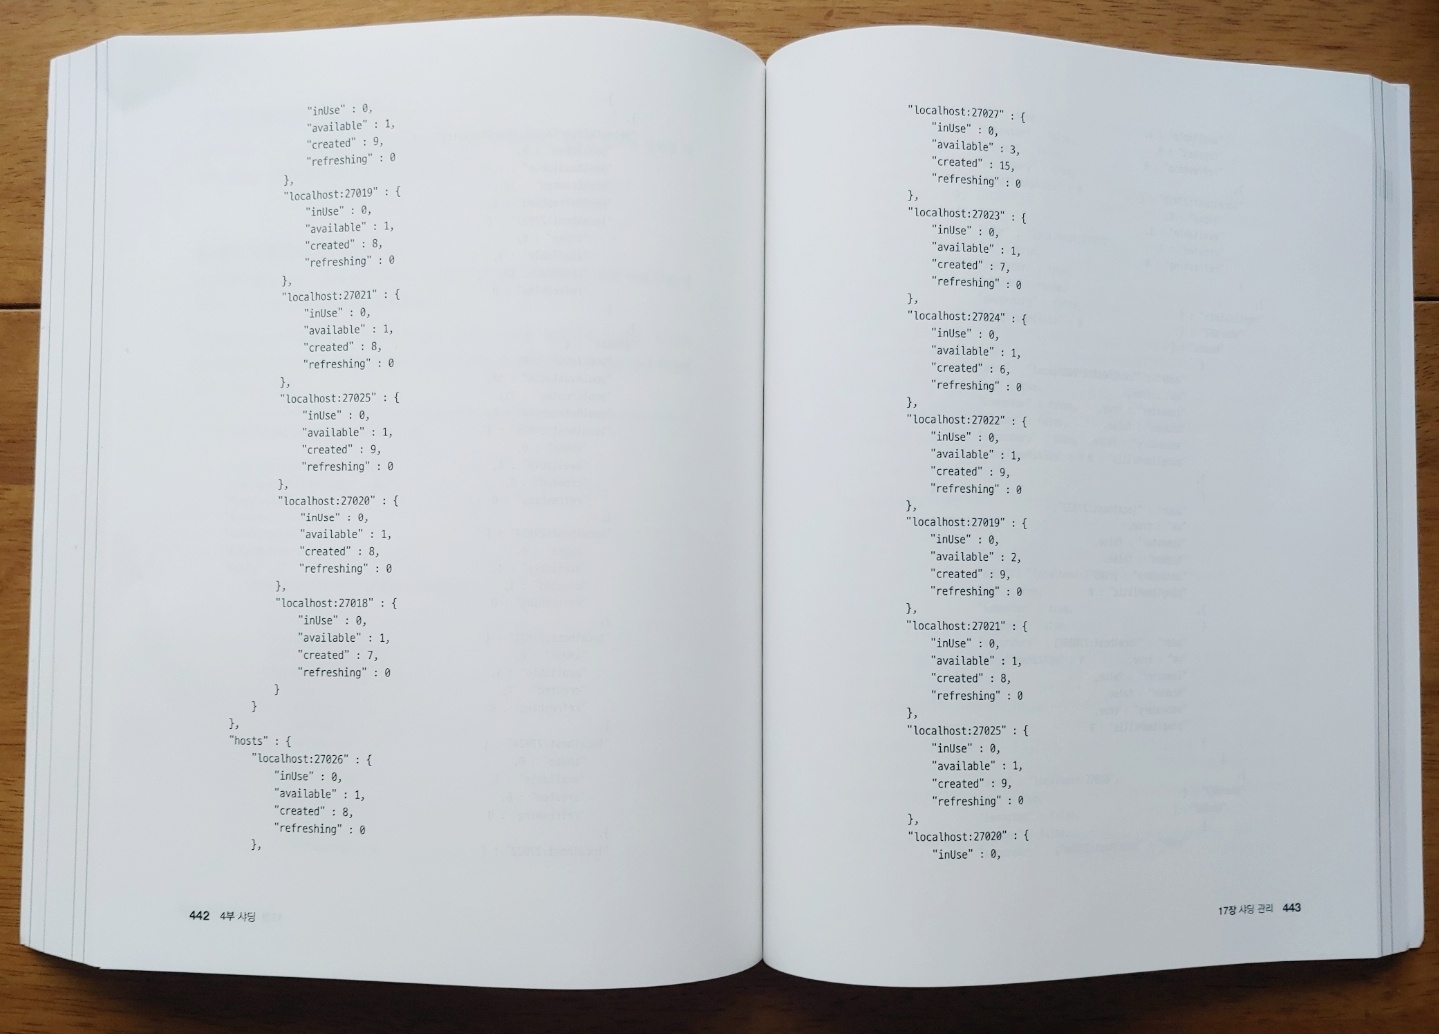 "inUse" : 0,
"available" : 1,
"created" : 9,
"refreshing" : 0
},
"localhost:27019" : {
"inUse" : 0,
"available" : 1,
"created" : 8,
"refreshing" : 0
},
"localhost:27021" : {
"inUse" : 0,
"available" : 1,
"created" : 8,
"refreshing" : 0
},
"localhost:27025" : {
"inUse" : 0,
"available" : 1,
"created" : 9,
"refreshing" : 0
},
"localhost:27020" : {
"inUse" : 0,
"available" : 1,
"created" : 8,
"refreshing" : 0
},
"localhost:27018" : {
"inUse" : 0,
"available" : 1,
"created" : 7,
"refreshing" : 0
}
}
},
"hosts" : {
"localhost:27026" : {
"inUse" : 0,
"available" : 1,
"created" : 8,
"refreshing" : 0
},
442 4부 샤딩
"localhost:27027" : {
"inUse" : 0,
"available" : 3,
"created" : 15,
"refreshing" : 0
},
"localhost:27023" : {
"inUse" : 0,
"available" : 1,
"created" : 7,
"refreshing" : 0
},
"localhost:27024" : {
"inUse" : 0,
"available" : 1,
"created" : 6,
"refreshing" : 0
},
"localhost:27022" : {
"inUse" : 0,
"available" : 1,
"created" : 9,
"refreshing" : 0
},
"localhost:27019" : {
"inUse" : 0,
"available" : 2,
"created" : 9,
"refreshing" : 0
},
"localhost:27021" : {
"inUse" : 0,
"available" : 1,
"created" : 8,
"refreshing" : 0
},
"localhost:27025" : {
"inUse" : 0,
"available" : 1,
"created" : 9,
"refreshing" : 0
},
"localhost:27020" : {
"inUse" : 0,
17장 샤딩 관리 443